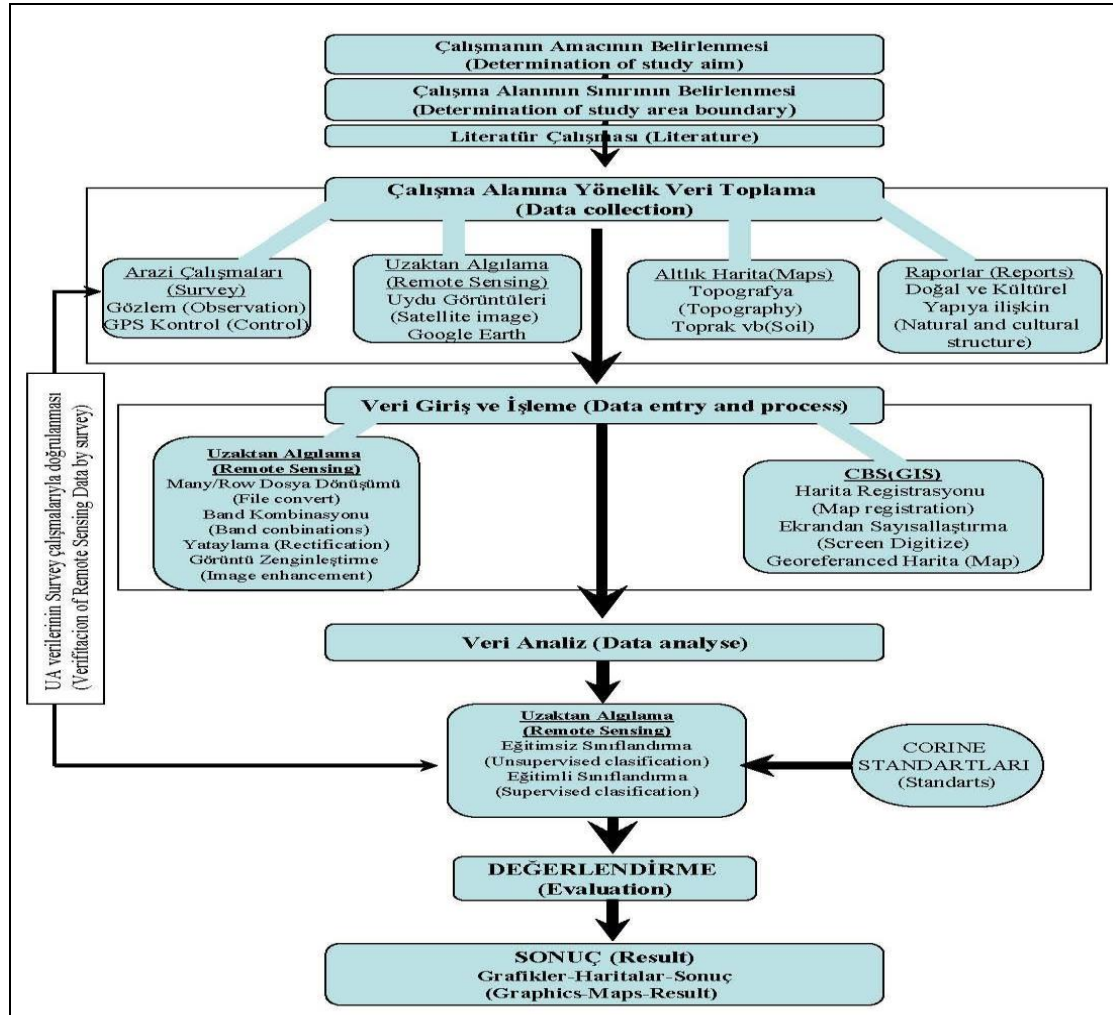 Çalışmanın Amacının Belirlenmesi
(Determination of study aim)
Çalışma Alanının Sınırının Belirlenmesi
(Determination of study area boundary)
Literatür Çalışması (Literature)
Çalışma Alanına Yönelik Veri Toplama
(Data collection)
Arazi Çalışmaları
(Survey)
Gözlem (Observation)
GPS Kontrol (Control)
Uzaktan Algılama
(Remote Sensing)
Uydu Görüntüleri
(Satellite image)
Google Earth
Altlık Harita(Maps)
Topografya
(Topography)
Toprak vb(Soil)
Raporlar (Reports)
Doğal ve Kültürel
Yapıya ilişkin
(Natural and cultural
structure)
UA verilerinin Survey çalışmalarıyla doğrulanması
(Verifitacion of Remote Sensing Data by survey)
Veri Giriş ve İşleme (Data entry and process)
Uzaktan Algılama
(Remote Sensing)
Many/Row Dosya Dönüşümü
(File convert)
Band Kombinasyonu
(Band conbinations)
Yataylama (Rectification)
Görüntü Zenginleştirme
(Image enhancement)
CBS(GIS)
Harita Registrasyonu
(Map registration)
Ekrandan Sayısallaştırma
(Screen Digitize)
Georeferanced Harita (Map)
Veri Analiz (Data analyse)
Uzaktan Algılama
(Remote Sensing)
Eğitimsiz Sınıflandırma
(Unsupervised clasification)
Eğitimli Sınıflandırma
(Supervised clasification)
CORINE
STANDARTLARI
(Standarts)
DEĞERLENDİRME
(Evaluation)
SONUÇ (Result)
Grafikler-Haritalar-Sonuç
(Graphics-Maps-Result)